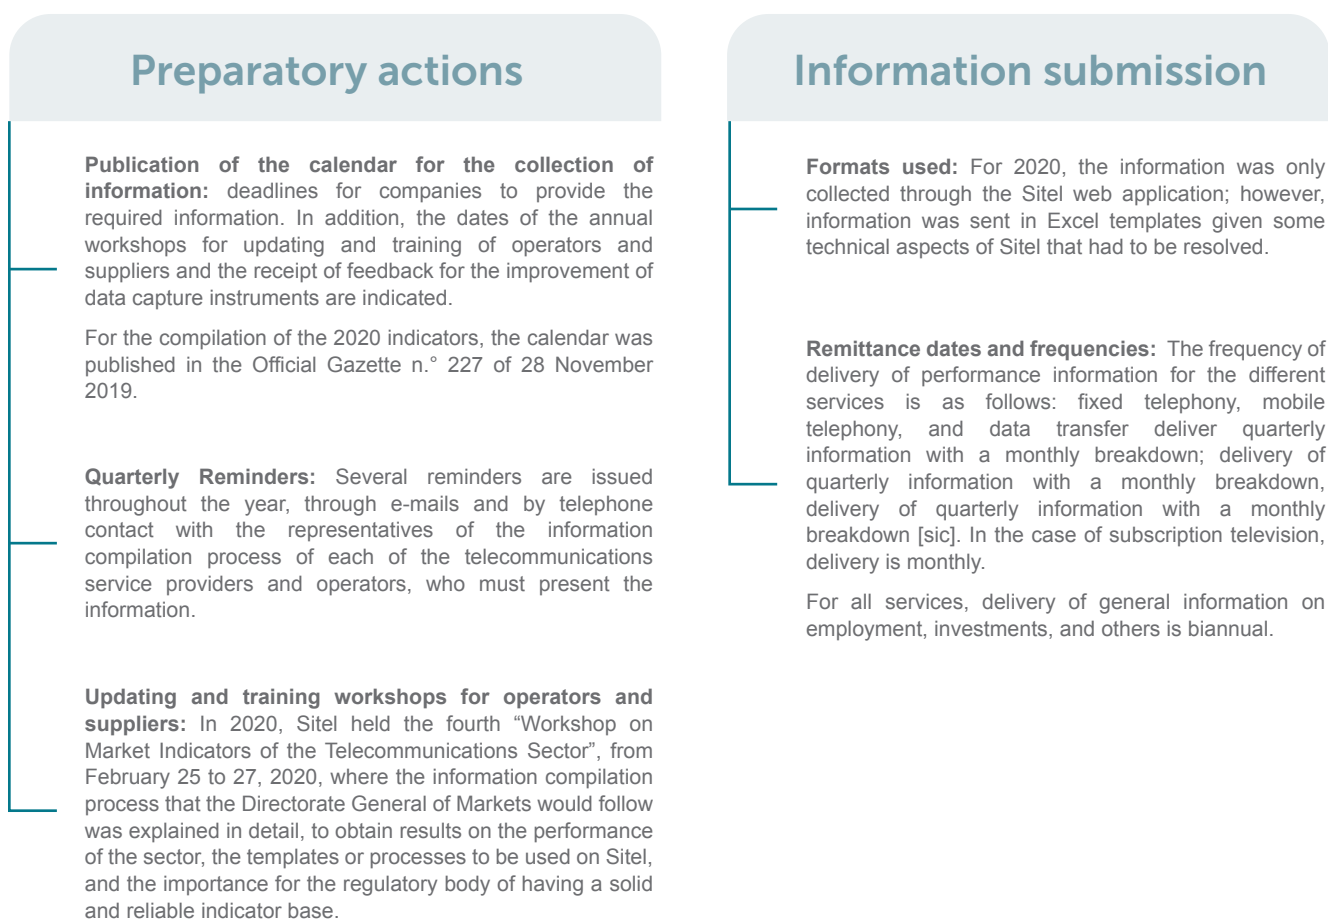 Preparatory actions
Publication of the calendar for the collection of
information: deadlines for companies to provide the
required information. In addition, the dates of the annual
workshops for updating and training of operators and
suppliers and the receipt of feedback for the improvement of
data capture instruments are indicated.
For the compilation of the 2020 indicators, the calendar was
published in the Official Gazette n.° 227 of 28 November
2019.
Quarterly Reminders: Several reminders are issued
throughout the year, through e-mails and by telephone
contact with the representatives of the information
compilation process of each of the telecommunications
service providers and operators, who must present the
information.
Updating and training workshops for operators and
suppliers: In 2020, Sitel held the fourth “Workshop on
Market Indicators of the Telecommunications Sector”, from
February 25 to 27, 2020, where the information compilation
process that the Directorate General of Markets would follow
was explained in detail, to obtain results on the performance
of the sector, the templates or processes to be used on Sitel,
and the importance for the regulatory body of having a solid
and reliable indicator base.
Information submission
Formats used: For 2020, the information was only
collected through the Sitel web application; however,
information was sent in Excel templates given some
technical aspects of Sitel that had to be resolved.
Remittance dates and frequencies: The frequency of
delivery of performance information for the different
services is as follows: fixed telephony, mobile
telephony, and data transfer deliver quarterly
information with a monthly breakdown; delivery of
quarterly information with a monthly breakdown,
delivery of quarterly information with a monthly
breakdown [sic]. In the case of subscription television,
delivery is monthly.
For all services, delivery of general information on
employment, investments, and others is biannual.